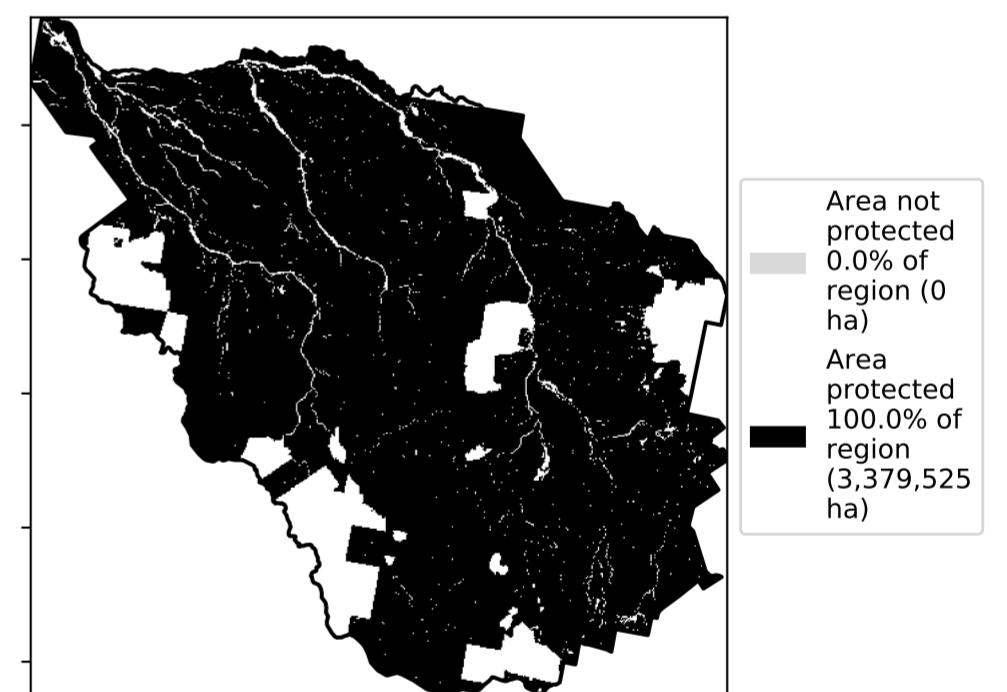 Area not
protected
0.0% of
region (0
ha)
Area
protected
100.0% of
region
(3,379,525
ha)